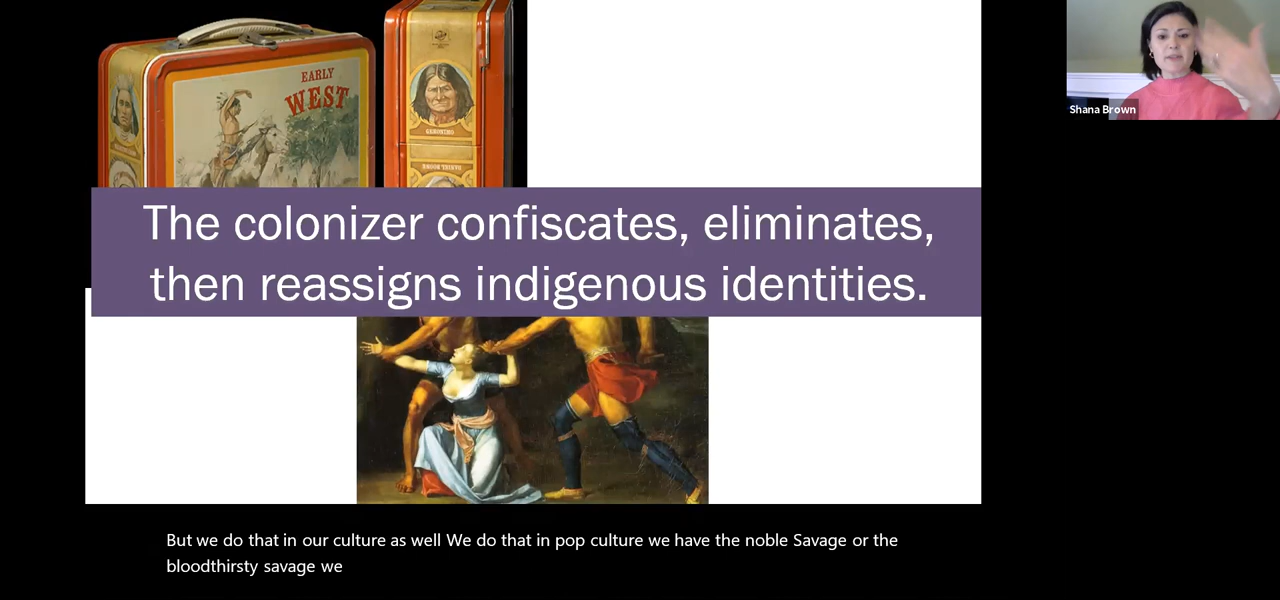 EARLY
WEST
GERONIMO
DANIEL BOONE
Shana Brown
The colonizer confiscates, eliminates,
then reassigns indigenous identities.
But we do that in our culture as well We do that in pop culture we have the noble Savage or the
bloodthirsty savage we